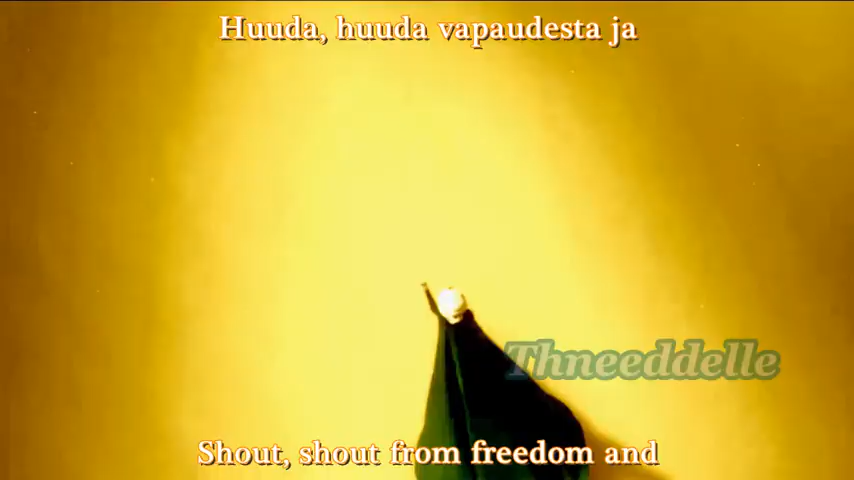 Huuda, huuda vapaudesta ja
Thneeddelle
Shout, shout from freedom and